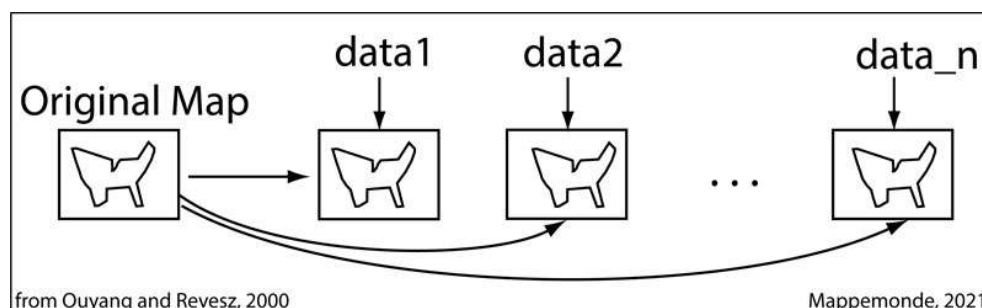 data1
data2
data_n
Original Map
...
from Ouyang and Revesz, 2000
Mappemonde, 2021